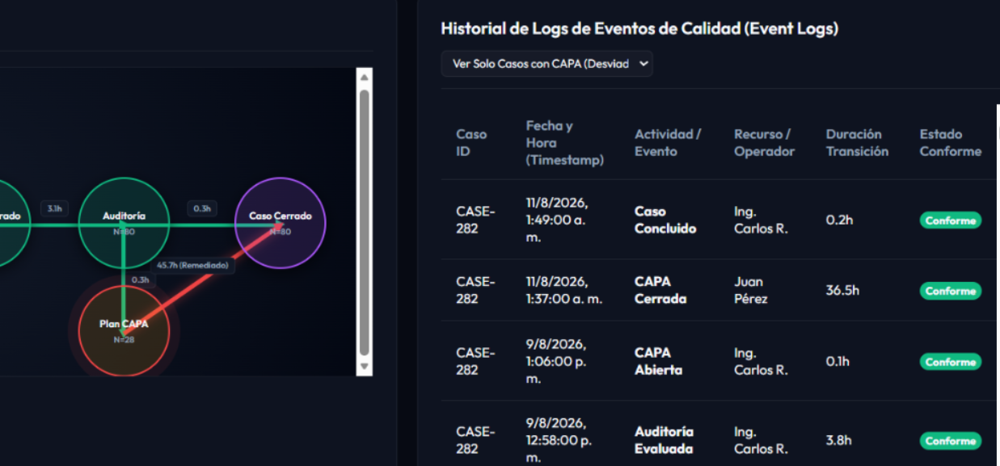 rado
3.1h
Auditoría
N=80
0.3h
Caso Cerrado
N=80
45.7h (Remediado)
0.3h
Plan CAPA
N=28
Historial de Logs de Eventos de Calidad (Event Logs)
Ver Solo Casos con CAPA (Desviad
Caso
ID
Fecha y
Hora
(Timestamp)
Actividad /
Evento
Recurso /
Operador
Duración
Transición
Estado
Conforme
CASE-
282
11/8/2026,
1:49:00 a.
m.
Caso
Concluido
Ing.
Carlos R.
0.2h
Conforme
CASE-
282
11/8/2026,
1:37:00 a. m.
CAPA
Cerrada
Juan
Pérez
36.5h
Conforme
CASE-
282
9/8/2026,
1:06:00 p.
m.
CAPA
Abierta
Ing.
Carlos R.
0.1h
Conforme
CASE-
282
9/8/2026,
12:58:00 p.
m.
Auditoría
Evaluada
Ing.
Carlos R.
3.8h
Conforme